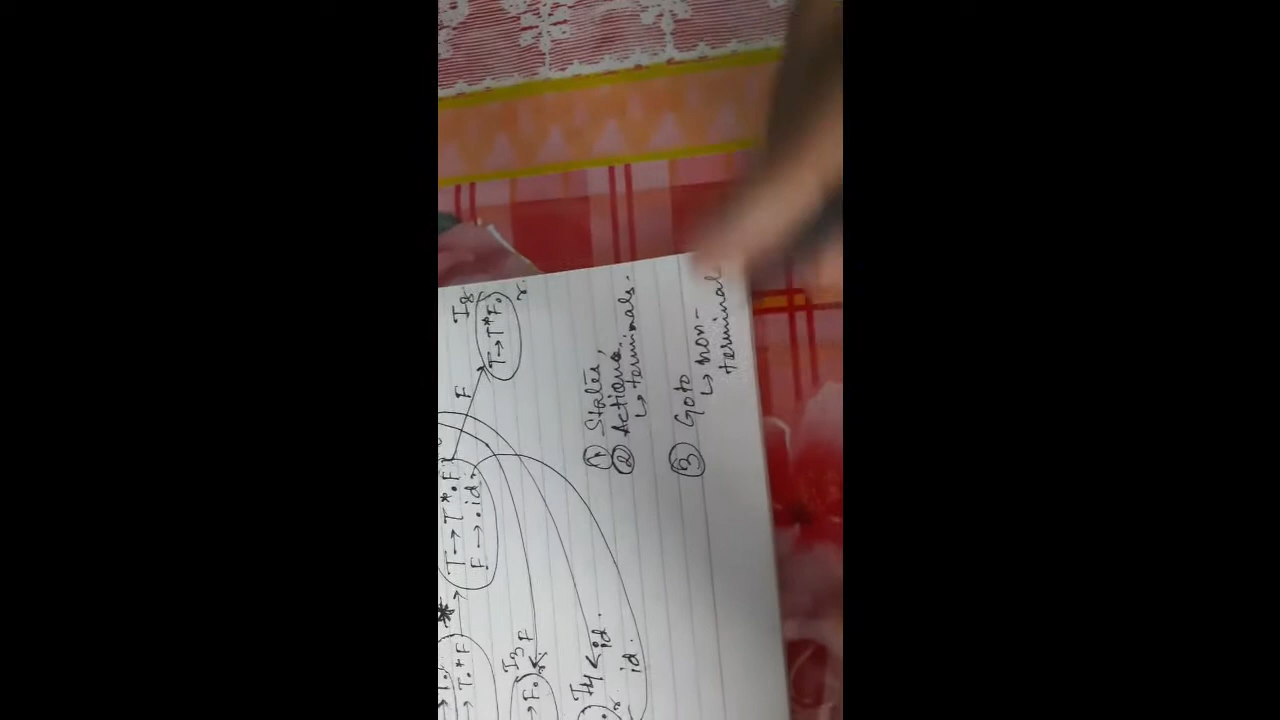 I8
F
T→T*F.
r
T→T*.F
F→.id
*
→T.*F
I3
F
→F.
I4
id.
r.
id.
① States,
② Actions.
↳ terminals.
③ Goto
↳ non-
terminal